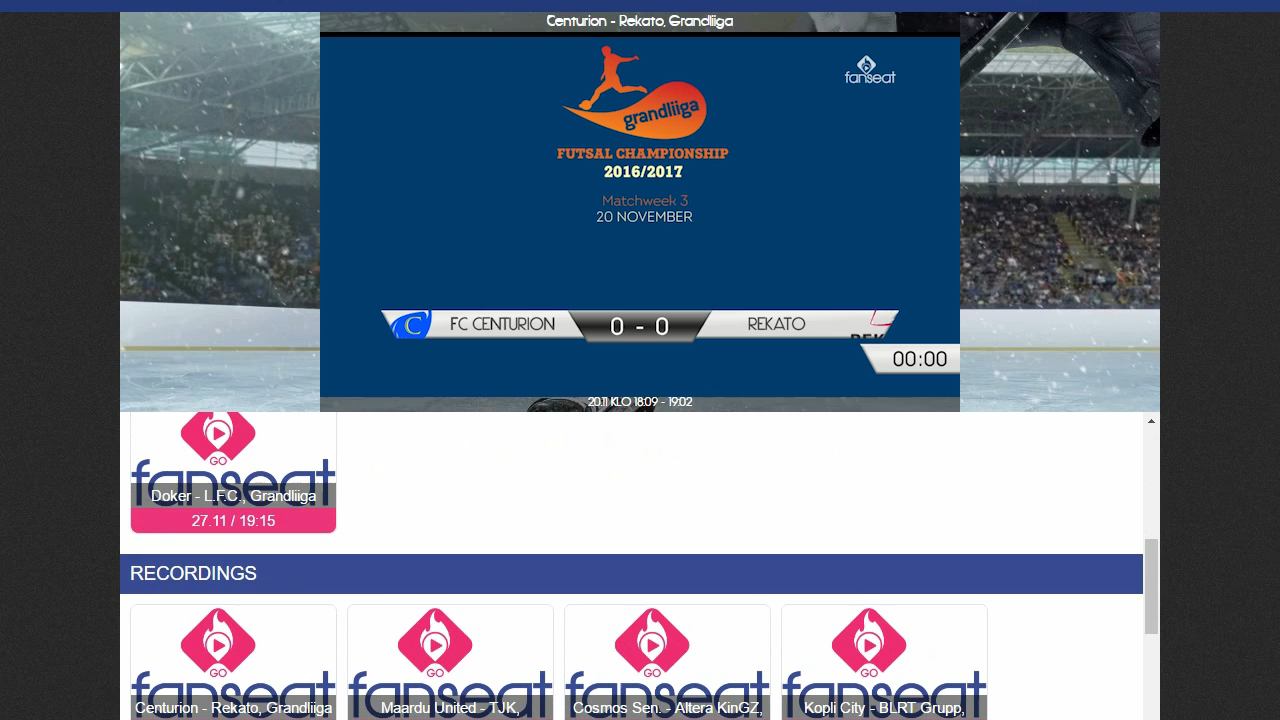 Centurion - Rekato, Grandliiga
fanseat
grandliiga
FUTSAL CHAMPIONSHIP
2016/2017
Matchweek 3
20 NOVEMBER
C FC CENTURION 0 - 0 REKATO
00:00
20.11 KLO 18:09 - 19:02
GO
fanseat
Doker - L.F.C., Grandliiga
27.11 / 19:15
RECORDINGS
GO GO GO GO
fanseat fanseat fanseat fanseat
Centurion - Rekato, Grandliiga Maardu United - TJK, Cosmos Sen. - Altera KinGZ, Kopli City - BLRT Grupp,